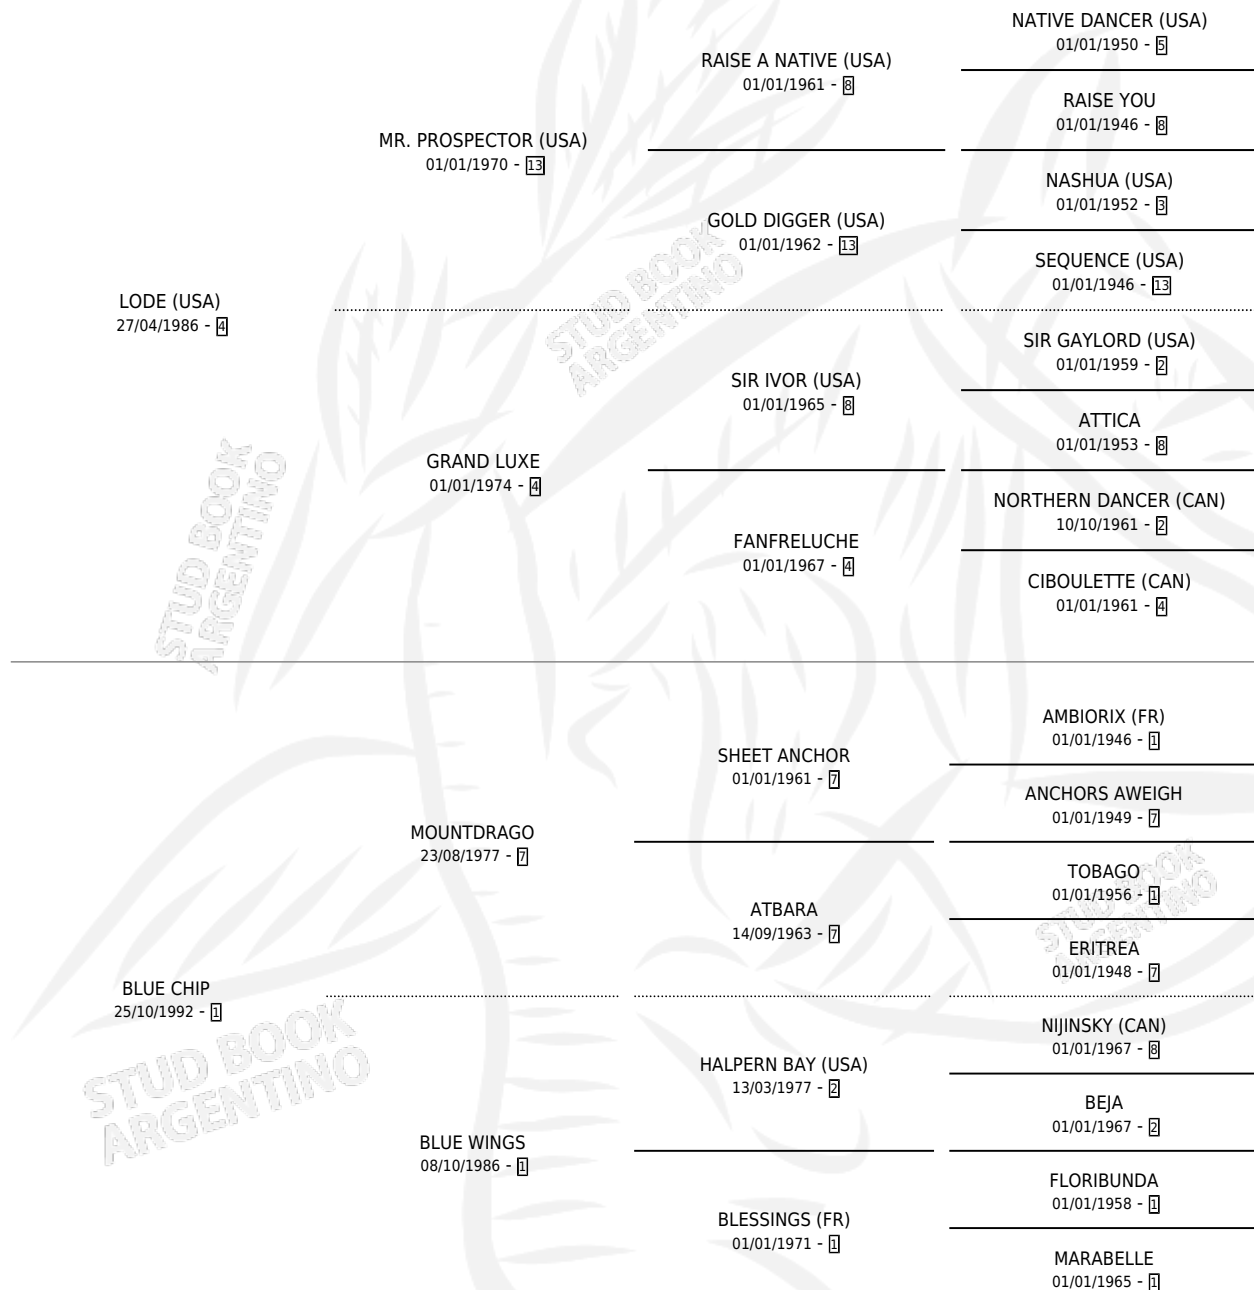 NATIVE DANCER (USA)
01/01/1950 - 5
RAISE A NATIVE (USA)
01/01/1961 - 8
RAISE YOU
01/01/1946 - 8
MR. PROSPECTOR (USA)
01/01/1970 - 13
NASHUA (USA)
01/01/1952 - 3
GOLD DIGGER (USA)
01/01/1962 - 13
SEQUENCE (USA)
01/01/1946 - 13
LODE (USA)
27/04/1986 - 4
STUD BOOK
ARGENTINO
SIR GAYLORD (USA)
01/01/1959 - 2
SIR IVOR (USA)
01/01/1965 - 8
ATTICA
01/01/1953 - 8
GRAND LUXE
01/01/1974 - 4
NORTHERN DANCER (CAN)
10/10/1961 - 2
FANFRELUCHE
01/01/1967 - 4
CIBOULETTE (CAN)
01/01/1961 - 4
STUD BOOK
ARGENTINO
AMBIORIX (FR)
01/01/1946 - 1
SHEET ANCHOR
01/01/1961 - 7
ANCHORS AWEIGH
01/01/1949 - 7
MOUNTDRAGO
23/08/1977 - 7
TOBAGO
01/01/1956 - 1
ATBARA
14/09/1963 - 7
ERITREA
01/01/1948 - 7
STUD BOOK
ARGENTINO
BLUE CHIP
25/10/1992 - 1
NIJINSKY (CAN)
01/01/1967 - 8
HALPERN BAY (USA)
13/03/1977 - 2
BEJA
01/01/1967 - 2
STUD BOOK
ARGENTINO
BLUE WINGS
08/10/1986 - 1
FLORIBUNDA
01/01/1958 - 1
BLESSINGS (FR)
01/01/1971 - 1
MARABELLE
01/01/1965 - 1